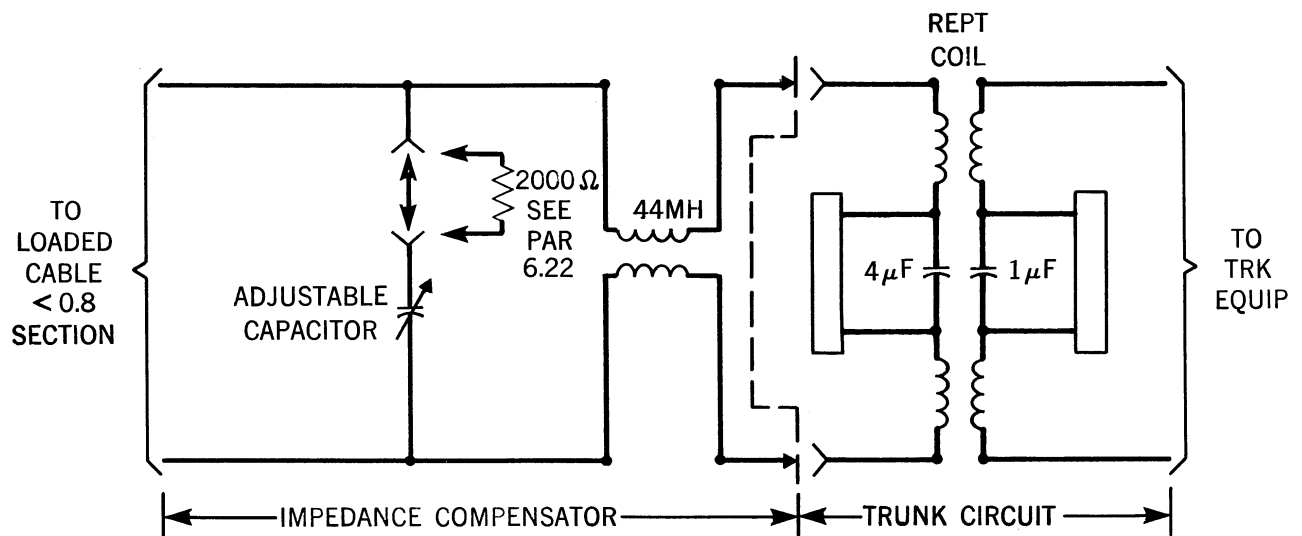 REPT
COIL
TO
LOADED
CABLE
< 0.8
SECTION
2000 Ω
SEE
PAR
6.22
44MH
ADJUSTABLE
CAPACITOR
4μF
1μF
TO
TRK
EQUIP
IMPEDANCE COMPENSATOR
TRUNK CIRCUIT